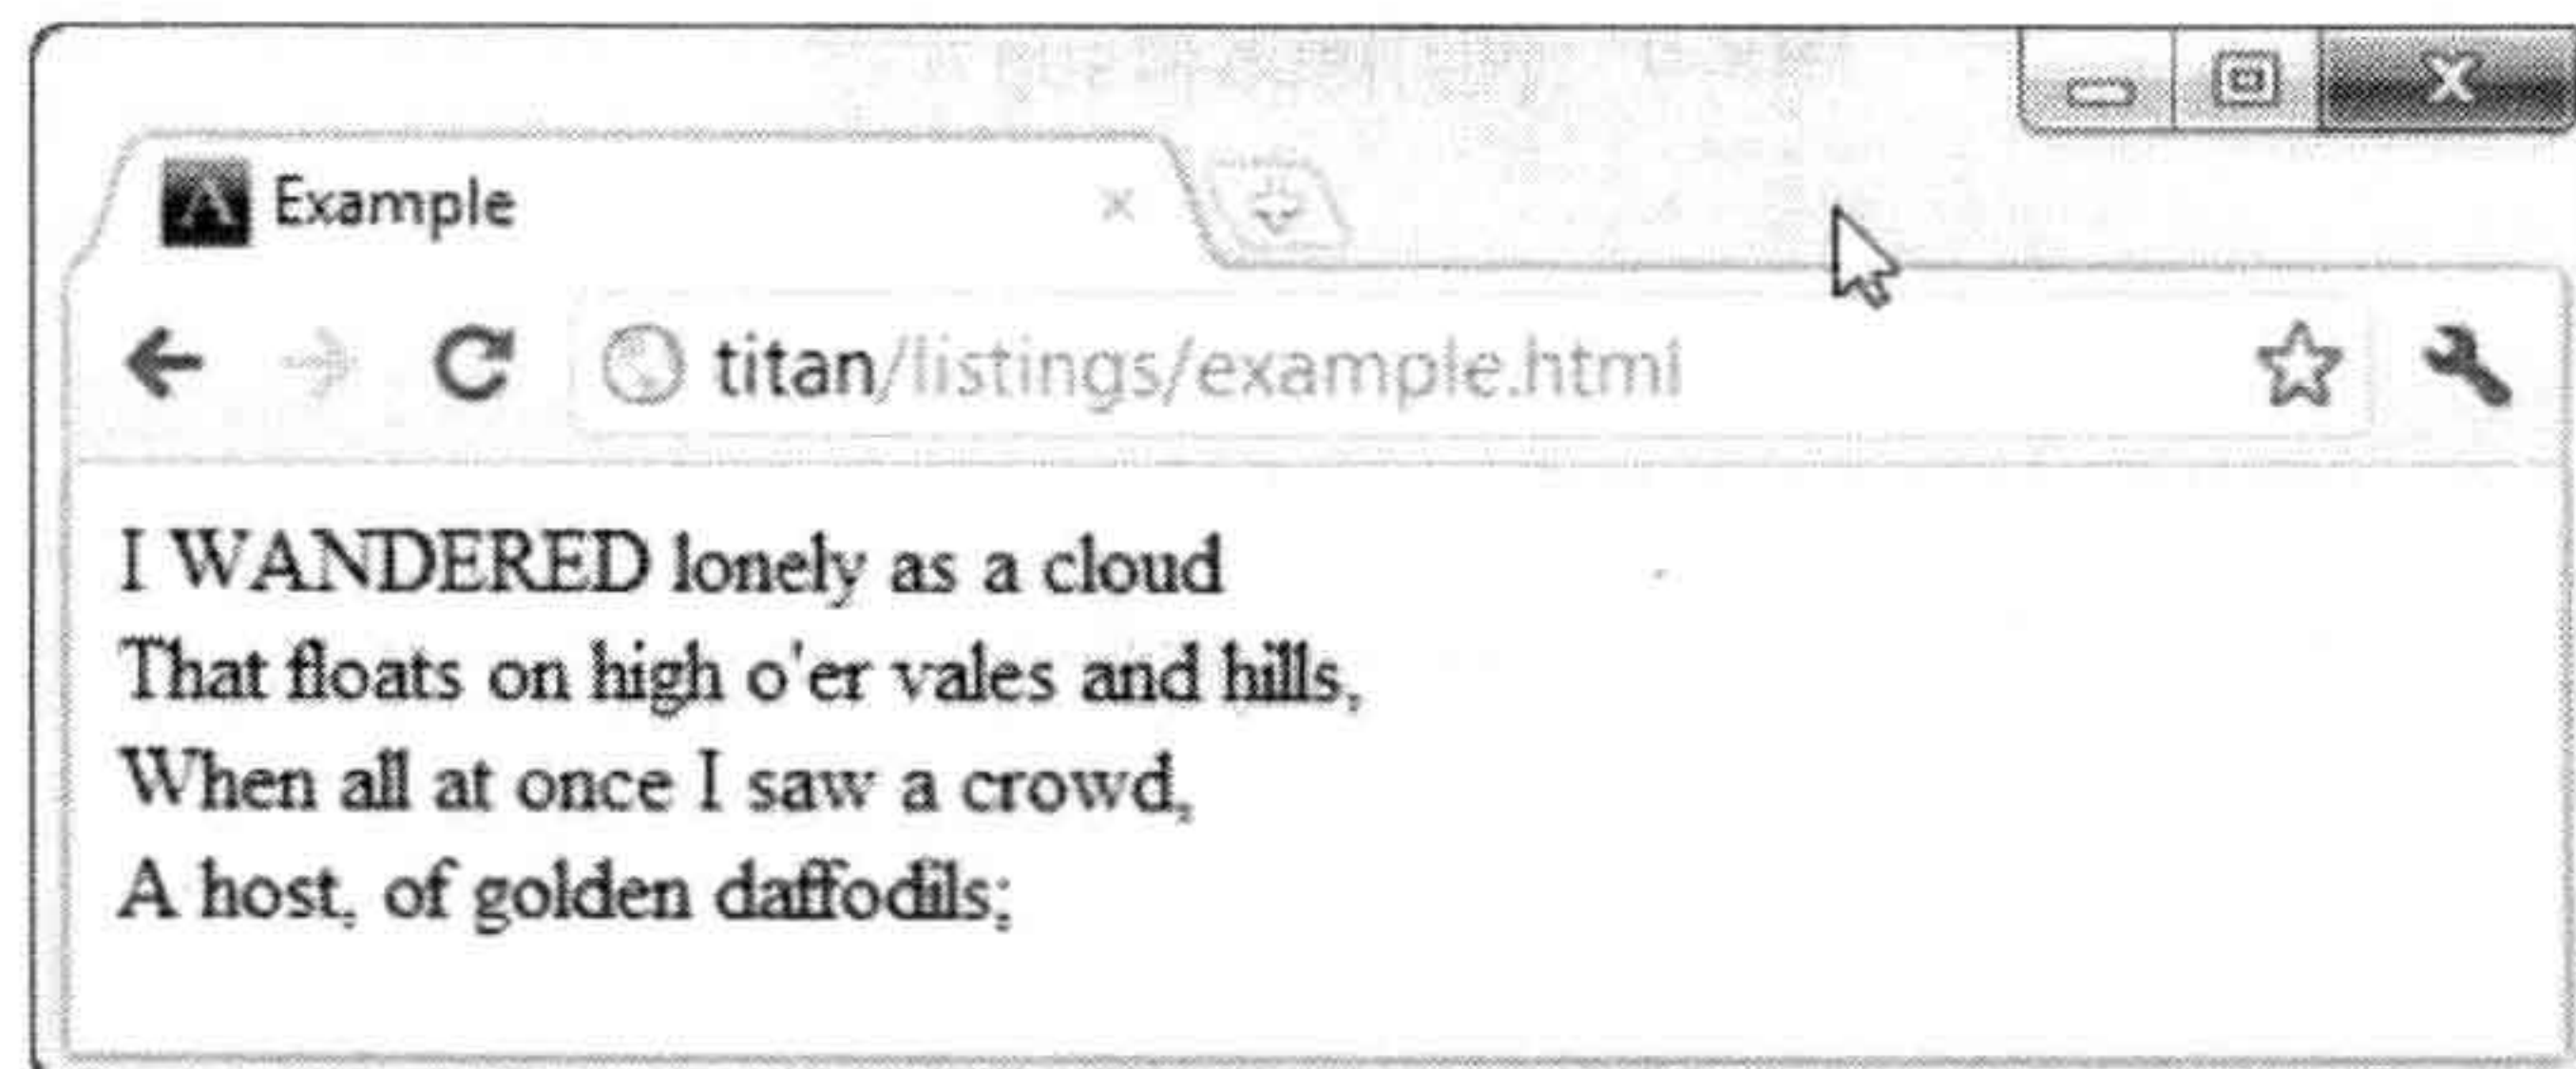 Example
titan/listings/example.html
I WANDERED lonely as a cloud
That floats on high o'er vales and hills,
When all at once I saw a crowd,
A host, of golden daffodils;